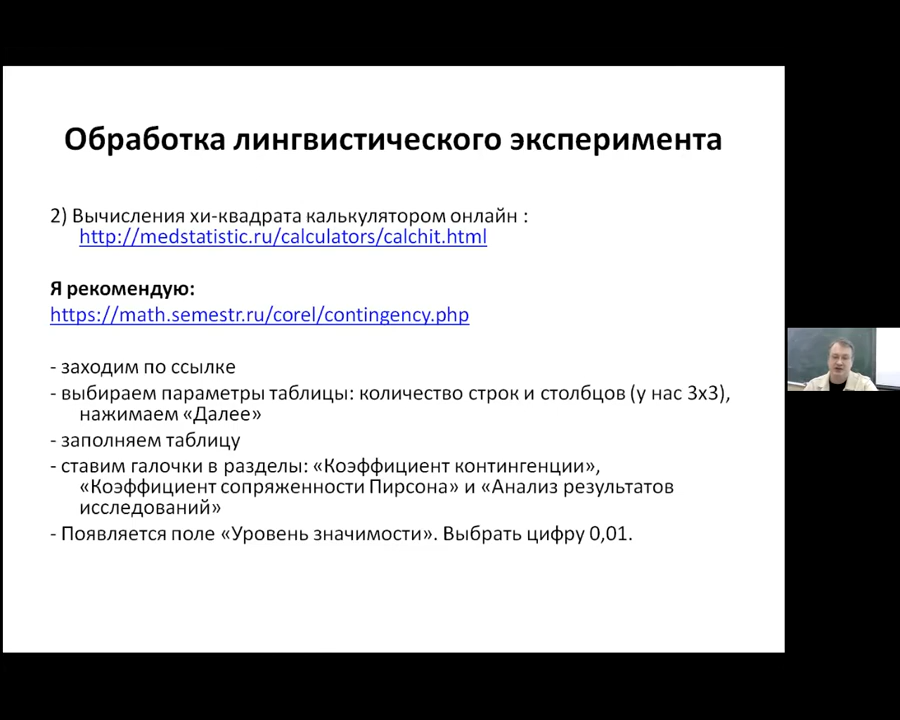 Обработка лингвистического эксперимента
2) Вычисления хи-квадрата калькулятором онлайн :
http://medstatistic.ru/calculators/calchit.html
Я рекомендую:
https://math.semestr.ru/corel/contingency.php
- заходим по ссылке
- выбираем параметры таблицы: количество строк и столбцов (у нас 3х3),
нажимаем «Далее»
- заполняем таблицу
- ставим галочки в разделы: «Коэффициент контингенции»,
«Коэффициент сопряженности Пирсона» и «Анализ результатов
исследований»
- Появляется поле «Уровень значимости». Выбрать цифру 0,01.